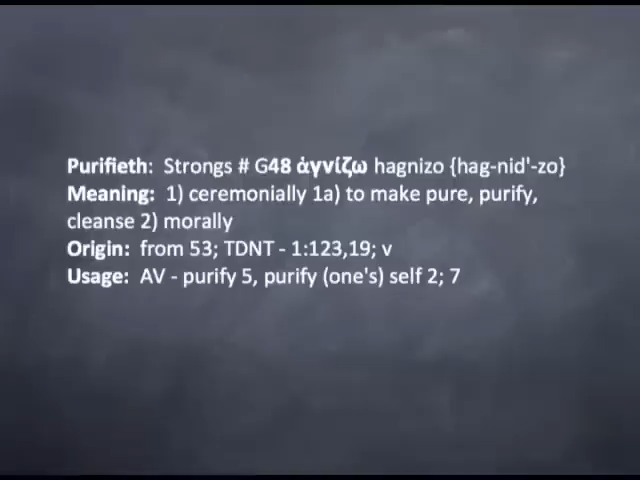 Purifieth:  Strongs # G48 ἁγνίζω hagnizo {hag-nid'-zo}
Meaning:  1) ceremonially 1a) to make pure, purify,
cleanse 2) morally
Origin:  from 53; TDNT - 1:123,19; v
Usage:  AV - purify 5, purify (one's) self 2; 7